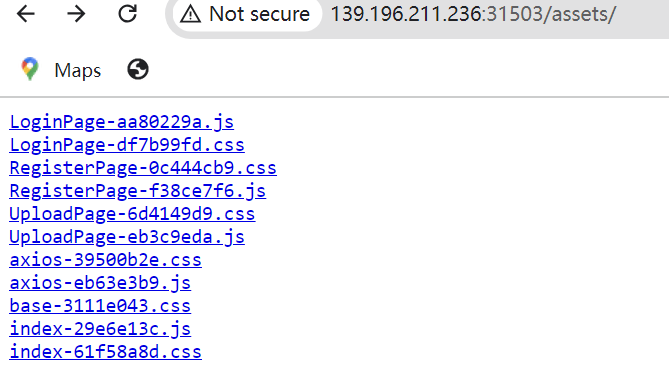 Not secure 139.196.211.236:31503/assets/
Maps
LoginPage-aa80229a.js
LoginPage-df7b99fd.css
RegisterPage-0c444cb9.css
RegisterPage-f38ce7f6.js
UploadPage-6d4149d9.css
UploadPage-eb3c9eda.js
axios-39500b2e.css
axios-eb63e3b9.js
base-3111e043.css
index-29e6e13c.js
index-61f58a8d.css